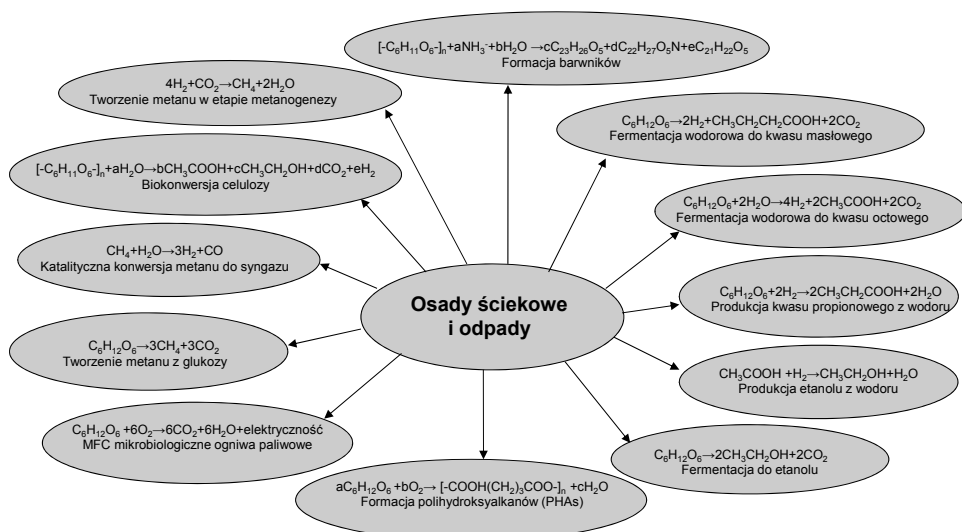 [-C₆H₁₁O₆-]ₙ+aNH₃⁻+bH₂O →cC₂₃H₂₆O₅+dC₂₂H₂₇O₅N+eC₂₁H₂₂O₅
Formacja barwników
4H₂+CO₂→CH₄+2H₂O
Tworzenie metanu w etapie metanogenezy
C₆H₁₂O₆→2H₂+CH₃CH₂CH₂COOH+2CO₂
Fermentacja wodorowa do kwasu masłowego
[-C₆H₁₁O₆-]ₙ+aH₂O→bCH₃COOH+cCH₃CH₂OH+dCO₂+eH₂
Biokonwersja celulozy
C₆H₁₂O₆+2H₂O→4H₂+2CH₃COOH+2CO₂
Fermentacja wodorowa do kwasu octowego
CH₄+H₂O→3H₂+CO
Katalityczna konwersja metanu do syngazu
Osady ściekowe
i odpady
C₆H₁₂O₆+2H₂→2CH₃CH₂COOH+2H₂O
Produkcja kwasu propionowego z wodoru
C₆H₁₂O₆→3CH₄+3CO₂
Tworzenie metanu z glukozy
CH₃COOH +H₂→CH₃CH₂OH+H₂O
Produkcja etanolu z wodoru
C₆H₁₂O₆ +6O₂→6CO₂+6H₂O+elektryczność
MFC mikrobiologiczne ogniwa paliwowe
C₆H₁₂O₆→2CH₃CH₂OH+2CO₂
Fermentacja do etanolu
aC₆H₁₂O₆ +bO₂→ [-COOH(CH₂)₃COO-]ₙ +cH₂O
Formacja polihydroksyalkanów (PHAs)